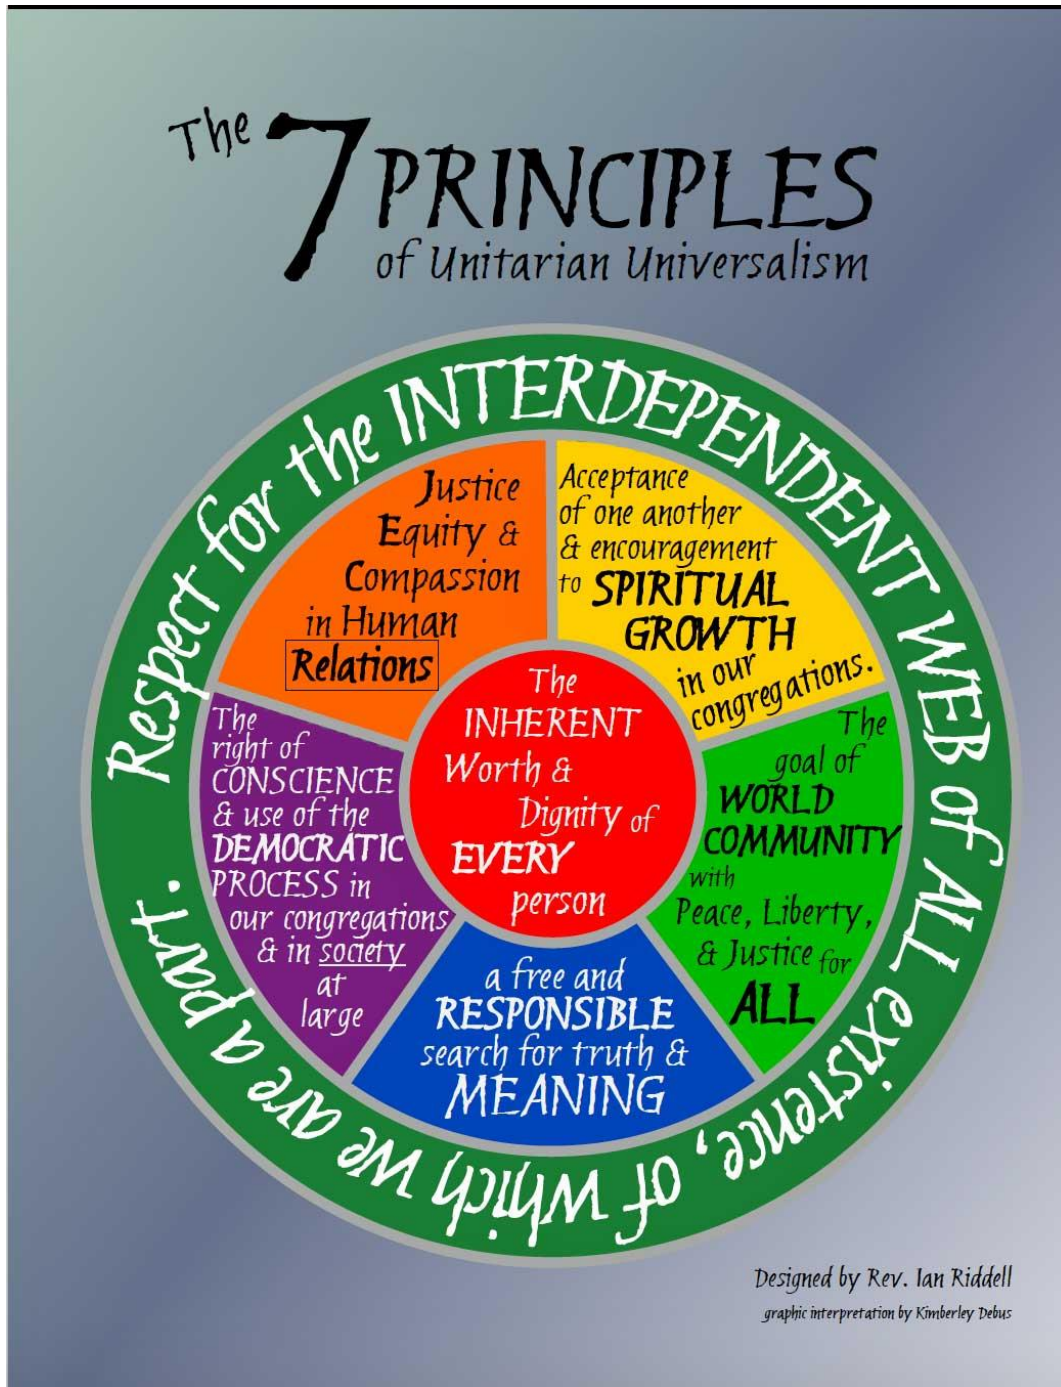 The 7 PRINCIPLES
of Unitarian Universalism
Respect for the INTERDEPENDENT WEB of ALL existence, of which we are a part.
Justice
Equity &
Compassion
in Human
Relations
Acceptance
of one another
& encouragement
to SPIRITUAL
GROWTH
in our
congregations.
The
INHERENT
Worth &
Dignity of
EVERY
person
The
right of
CONSCIENCE
& use of the
DEMOCRATIC
PROCESS in
our congregations
& in society
at
large
The
goal of
WORLD
COMMUNITY
with
Peace, Liberty,
& Justice for
ALL
a free and
RESPONSIBLE
search for truth &
MEANING
Designed by Rev. Ian Riddell
graphic interpretation by Kimberley Debus